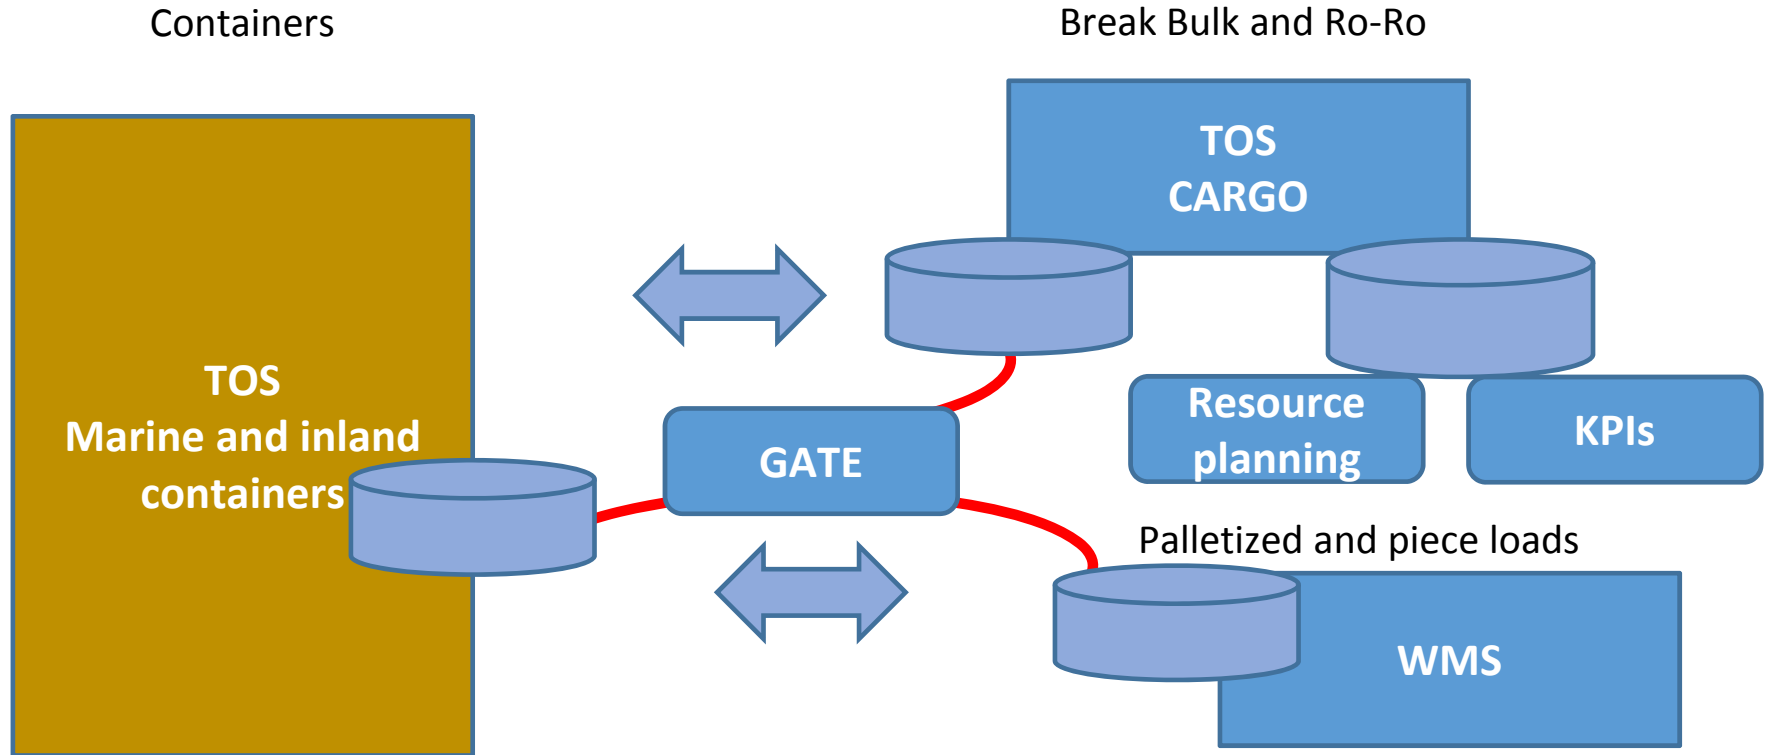 Containers
Break Bulk and Ro-Ro
TOS
CARGO
TOS
Marine and inland
containers
GATE
Resource
planning
KPIs
Palletized and piece loads
WMS